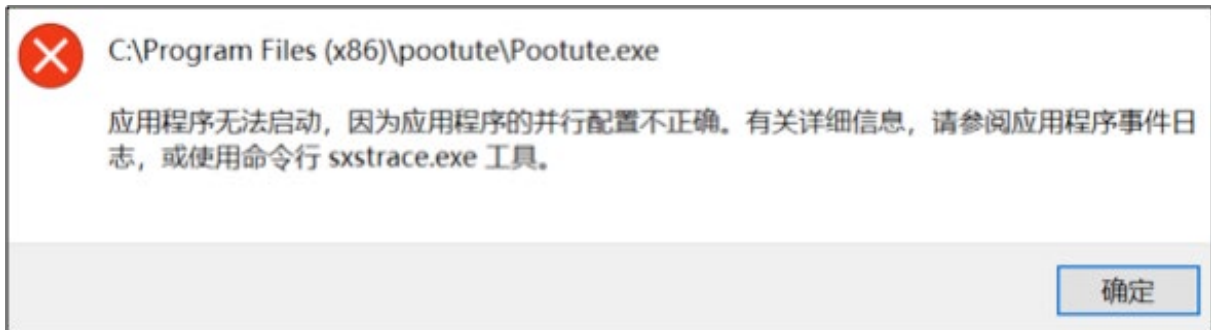 C:\Program Files (x86)\pootute\Pootute.exe
应用程序无法启动，因为应用程序的并行配置不正确。有关详细信息，请参阅应用程序事件日
志，或使用命令行 sxstrace.exe 工具。
确定